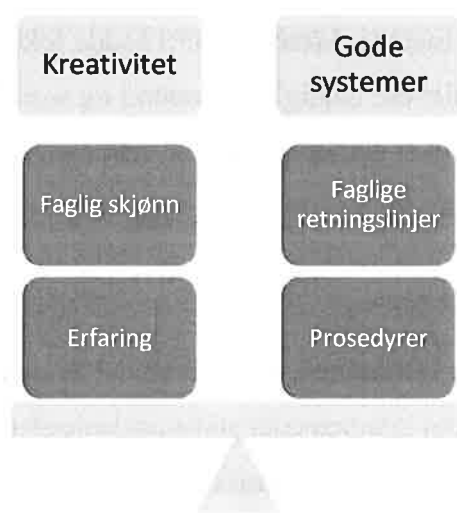 Kreativitet
Gode
systemer
Faglig skjønn
Faglige
retningslinjer
Erfaring
Prosedyrer